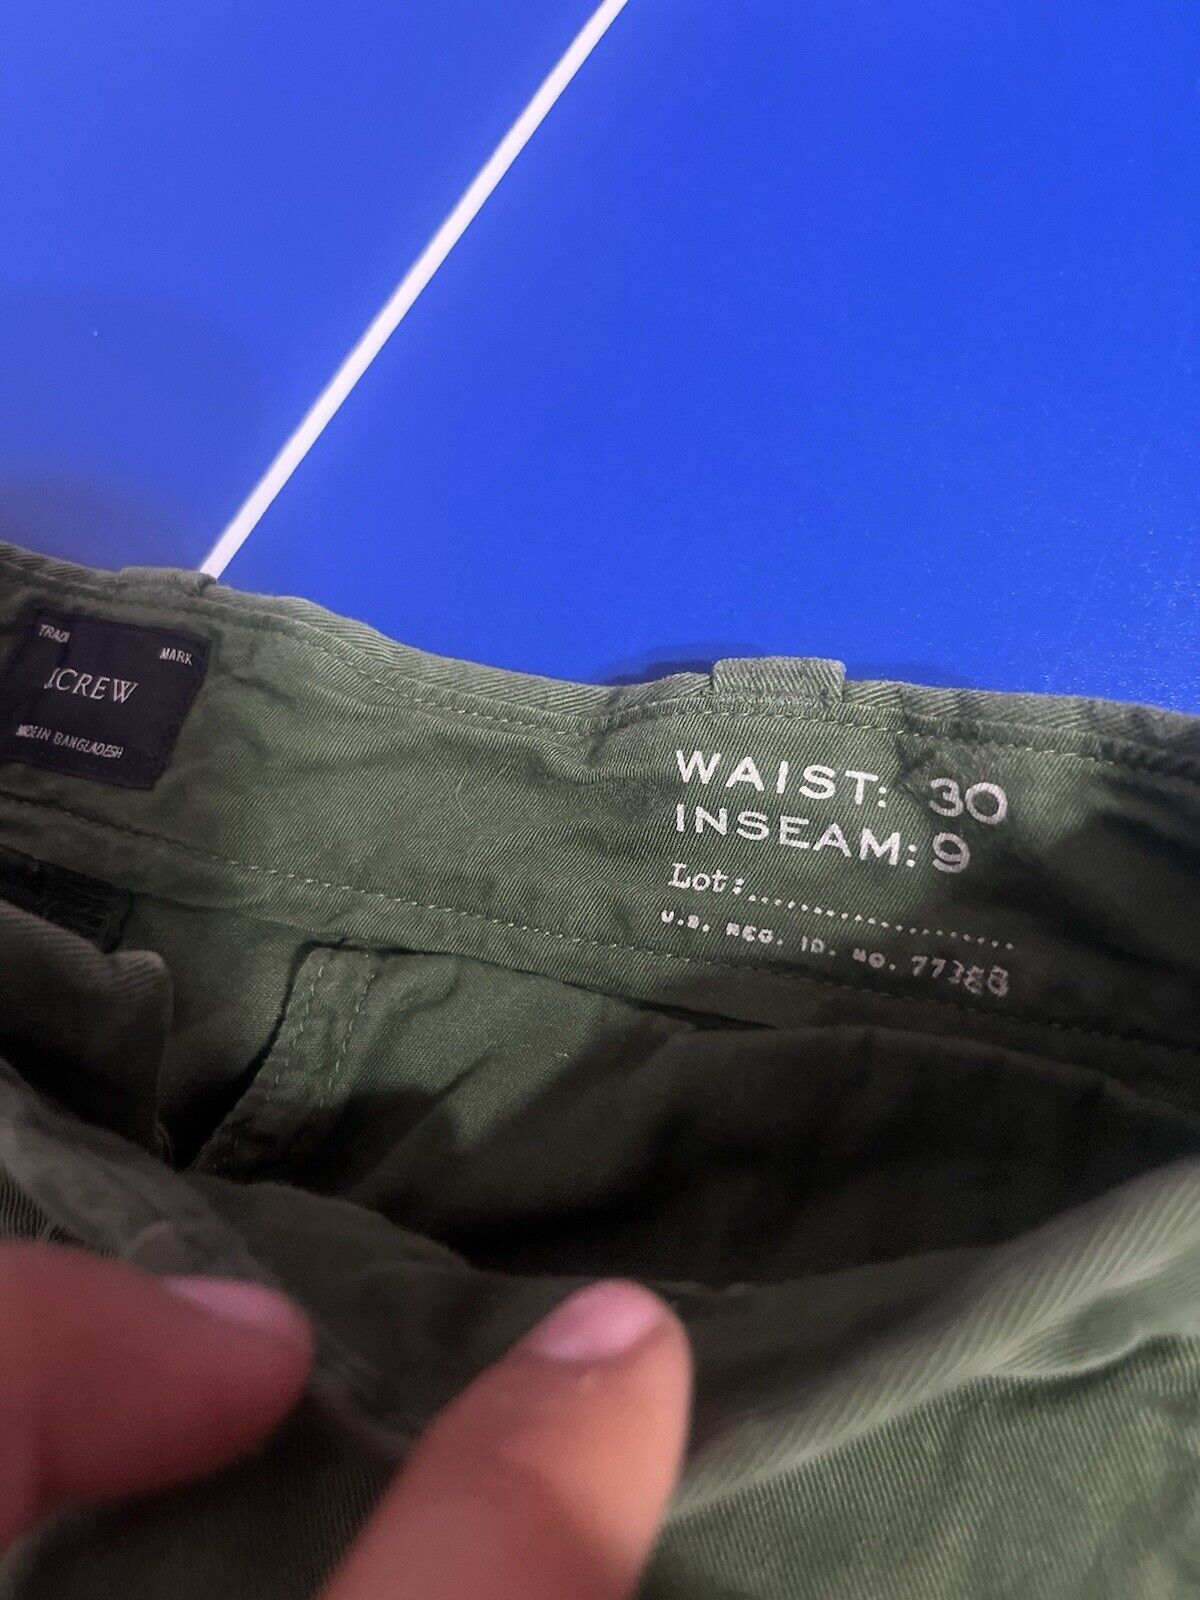 TRADE MARK
J.CREW
MADE IN BANGLADESH
WAIST: 30
INSEAM: 9
Lot:....................
U.S. REG. ID. NO. 77388